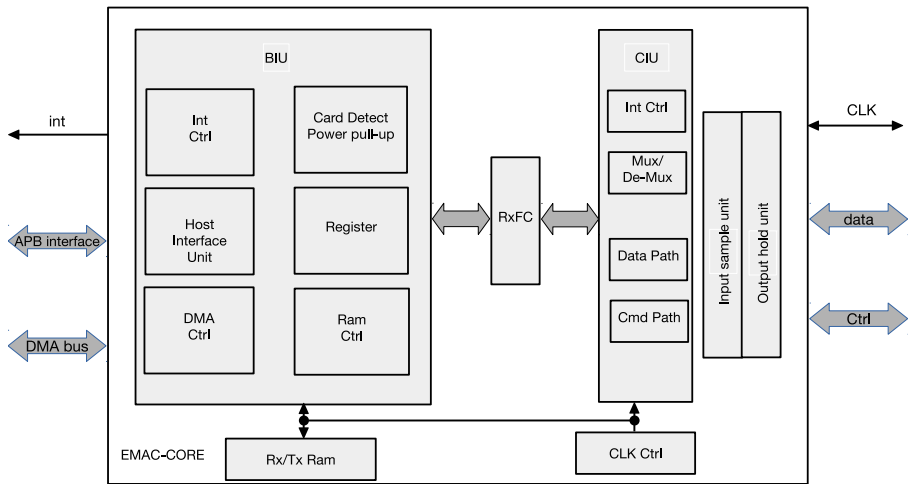 BIU
CIU
Int
Ctrl
Card Detect
Power pull-up
Int Ctrl
int
CLK
Mux/
De-Mux
Host
Interface
Unit
Register
RxFC
APB interface
data
Data Path
Input sample unit
Output hold unit
DMA
Ctrl
Ram
Ctrl
Cmd Path
DMA bus
Ctrl
EMAC-CORE
Rx/Tx Ram
CLK Ctrl